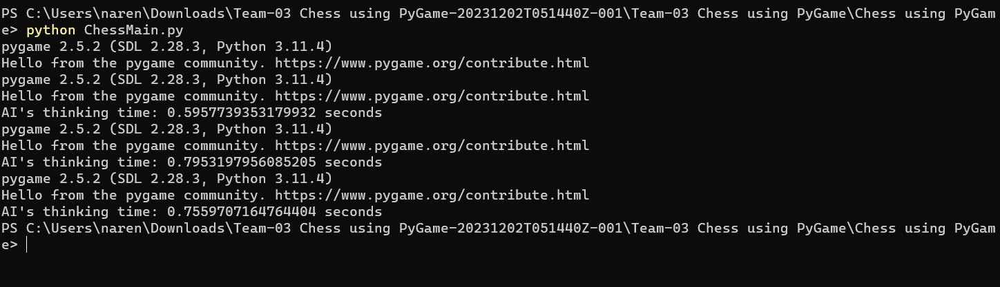 PS C:\Users\naren\Downloads\Team-03 Chess using PyGame-20231202T051440Z-001\Team-03 Chess using PyGame\Chess using PyGam
e> python ChessMain.py
pygame 2.5.2 (SDL 2.28.3, Python 3.11.4)
Hello from the pygame community. https://www.pygame.org/contribute.html
pygame 2.5.2 (SDL 2.28.3, Python 3.11.4)
Hello from the pygame community. https://www.pygame.org/contribute.html
AI's thinking time: 0.5957739353179932 seconds
pygame 2.5.2 (SDL 2.28.3, Python 3.11.4)
Hello from the pygame community. https://www.pygame.org/contribute.html
AI's thinking time: 0.7953197956085205 seconds
pygame 2.5.2 (SDL 2.28.3, Python 3.11.4)
Hello from the pygame community. https://www.pygame.org/contribute.html
AI's thinking time: 0.7559707164764404 seconds
PS C:\Users\naren\Downloads\Team-03 Chess using PyGame-20231202T051440Z-001\Team-03 Chess using PyGame\Chess using PyGam
e>